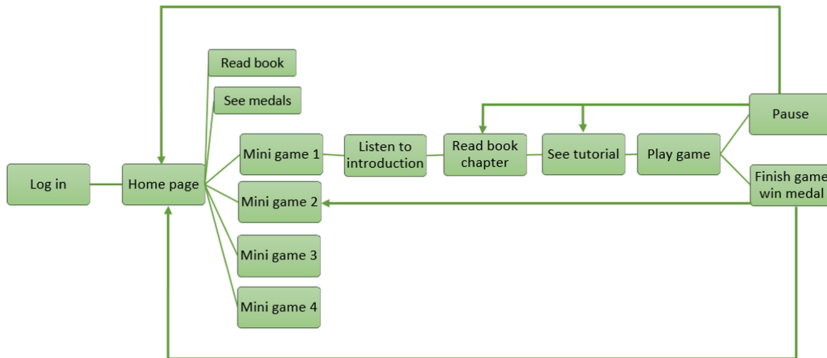 Read book
See medals
Mini game 1
Listen to
introduction
Read book
chapter
See tutorial
Play game
Pause
Log in
Home page
Mini game 2
Finish game
win medal
Mini game 3
Mini game 4